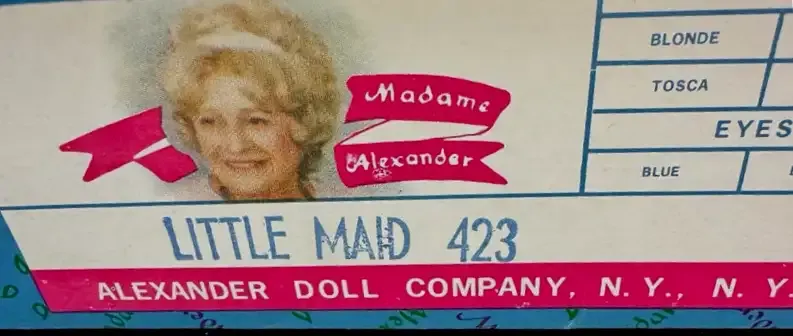 Madame
Alexander
BLONDE
TOSCA
EYES
BLUE
LITTLE MAID 423
ALEXANDER DOLL COMPANY, N. Y., N. Y.